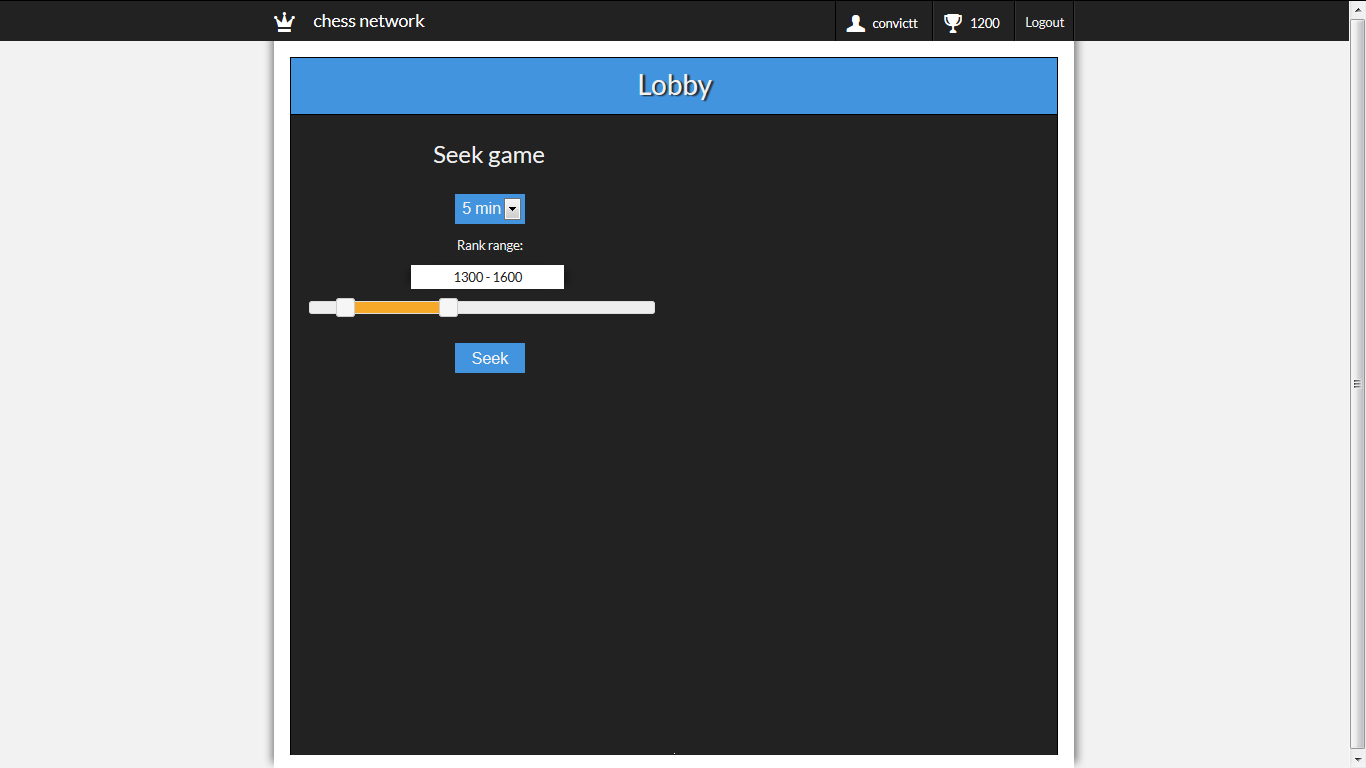 chess network
convictt
1200
Logout
Lobby
Seek game
5 min
Rank range:
1300 - 1600
Seek